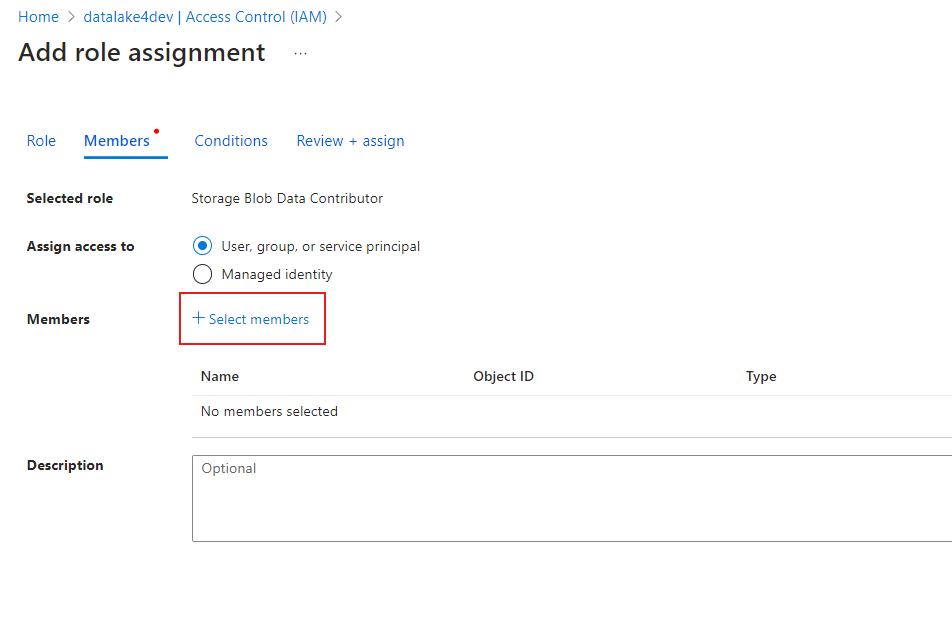 Home > datalake4dev | Access Control (IAM) >
Add role assignment ...
Role Members Conditions Review + assign
Selected role Storage Blob Data Contributor
Assign access to User, group, or service principal
Managed identity
Members + Select members
Name Object ID Type
No members selected
Description Optional